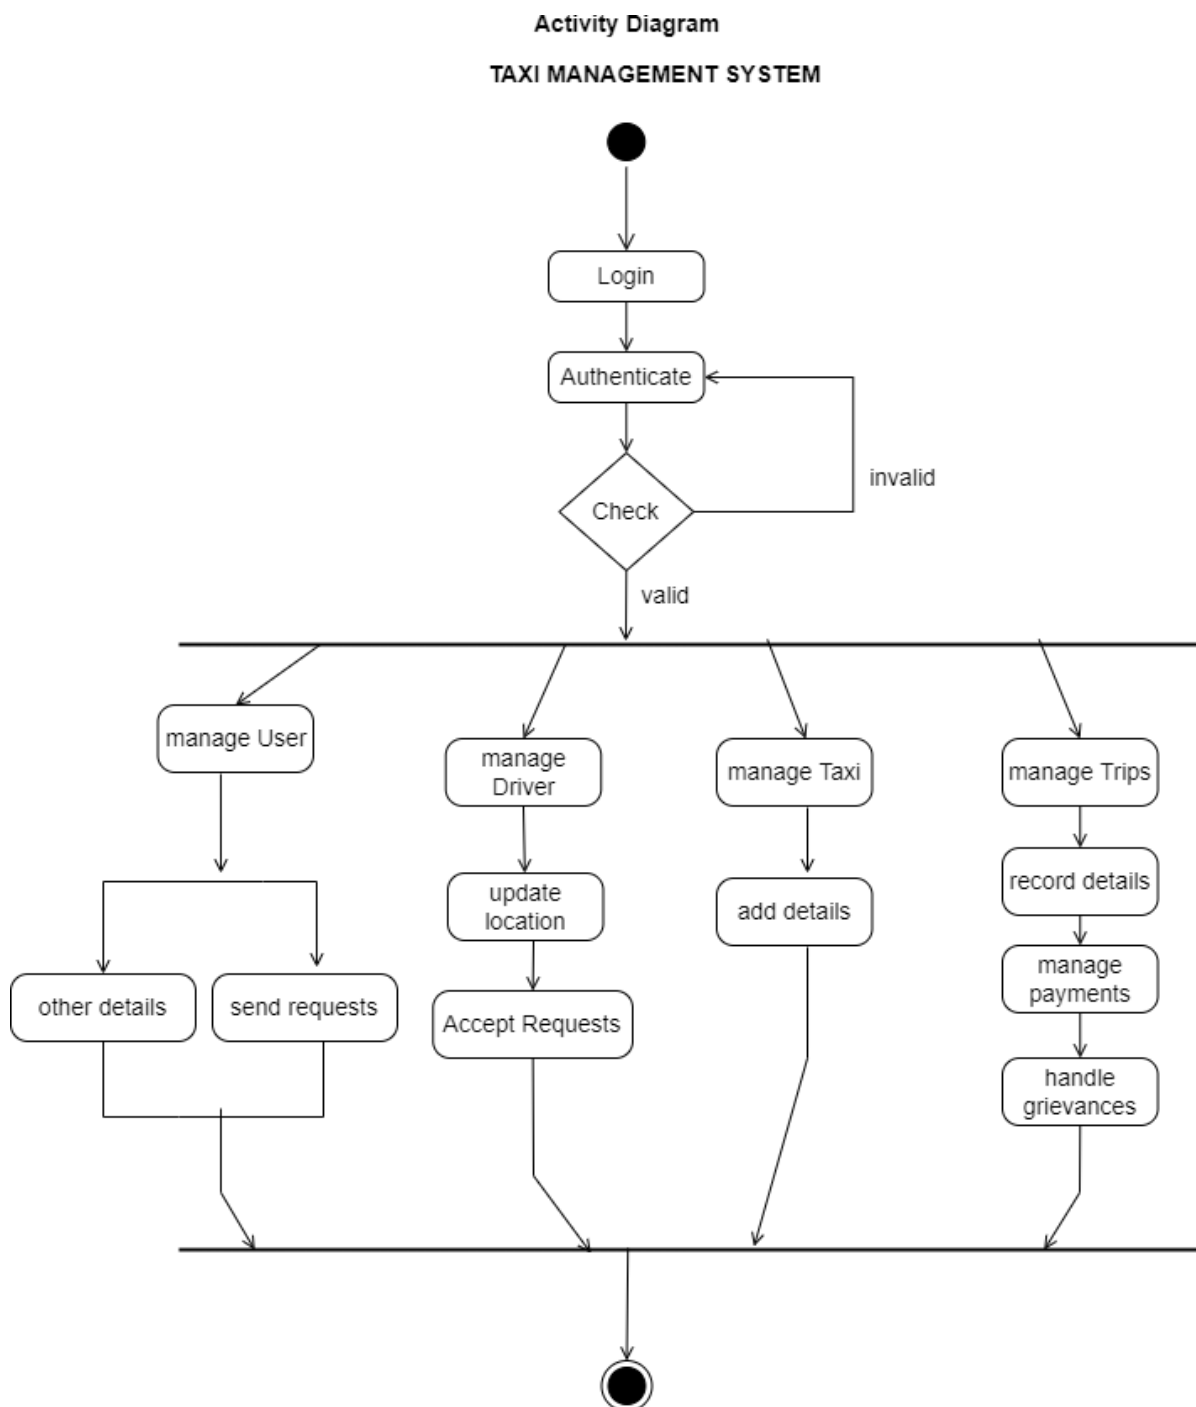 Activity Diagram
TAXI MANAGEMENT SYSTEM
Login
Authenticate
invalid
Check
valid
manage User
manage
Driver
manage Taxi
manage Trips
update
location
add details
record details
other details
send requests
Accept Requests
manage
payments
handle
grievances